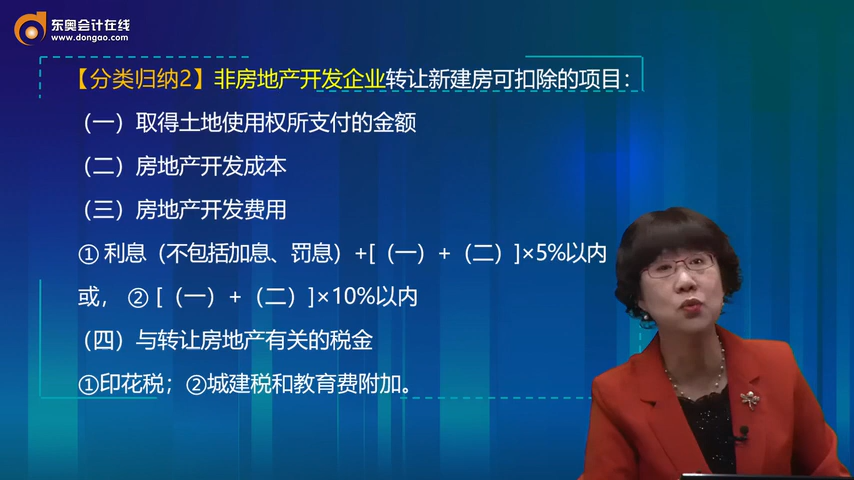 东奥会计在线
www.dongao.com
【分类归纳2】非房地产开发企业转让新建房可扣除的项目：
（一）取得土地使用权所支付的金额
（二）房地产开发成本
（三）房地产开发费用
① 利息（不包括加息、罚息）+[（一）+（二）]×5%以内
或， ② [（一）+（二）]×10%以内
（四）与转让房地产有关的税金
①印花税；②城建税和教育费附加。